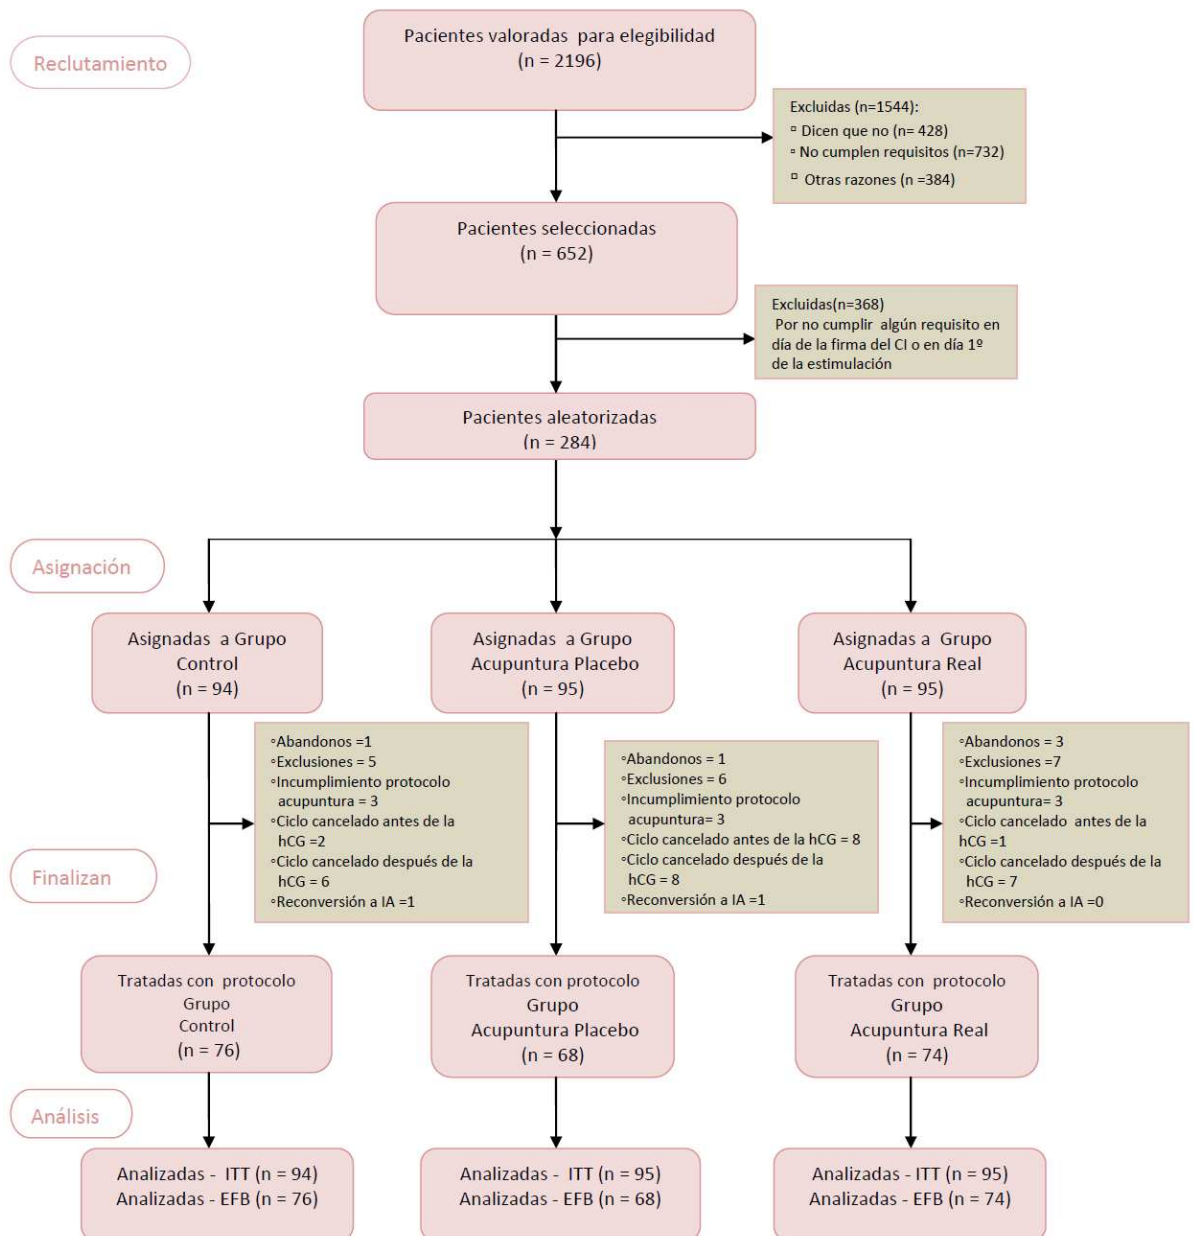 Reclutamiento
Pacientes valoradas para elegibilidad
(n = 2196)
Excluidas (n=1544):
▫ Dicen que no (n= 428)
▫ No cumplen requisitos (n=732)
▫ Otras razones (n =384)
Pacientes seleccionadas
(n = 652)
Excluidas(n=368)
Por no cumplir algún requisito en
día de la firma del CI o en día 1º
de la estimulación
Pacientes aleatorizadas
(n = 284)
Asignación
Asignadas a Grupo
Control
(n = 94)
Asignadas a Grupo
Acupuntura Placebo
(n = 95)
Asignadas a Grupo
Acupuntura Real
(n = 95)
◦Abandonos =1
◦Exclusiones = 5
◦Incumplimiento protocolo
acupuntura = 3
◦Ciclo cancelado antes de la
hCG =2
◦Ciclo cancelado después de la
hCG = 6
◦Reconversión a IA =1
◦Abandonos = 1
◦Exclusiones = 6
◦Incumplimiento protocolo
acupuntura= 3
◦Ciclo cancelado antes de la hCG = 8
◦Ciclo cancelado después de la
hCG = 8
◦Reconversión a IA =1
◦Abandonos = 3
◦Exclusiones =7
◦Incumplimiento protocolo
acupuntura= 3
◦Ciclo cancelado antes de la
hCG =1
◦Ciclo cancelado después de la
hCG = 7
◦Reconversión a IA =0
Finalizan
Tratadas con protocolo
Grupo
Control
(n = 76)
Tratadas con protocolo
Grupo
Acupuntura Placebo
(n = 68)
Tratadas con protocolo
Grupo
Acupuntura Real
(n = 74)
Análisis
Analizadas - ITT (n = 94)
Analizadas - EFB (n = 76)
Analizadas - ITT (n = 95)
Analizadas - EFB (n = 68)
Analizadas - ITT (n = 95)
Analizadas - EFB (n = 74)